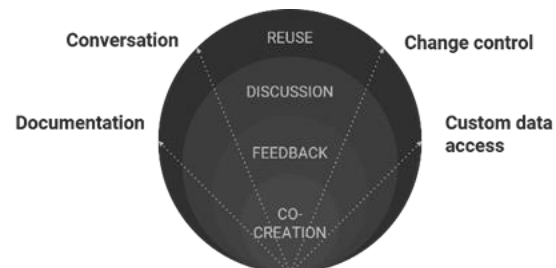 Conversation
REUSE
Change control
DISCUSSION
Documentation
Custom data
access
FEEDBACK
CO-
CREATION